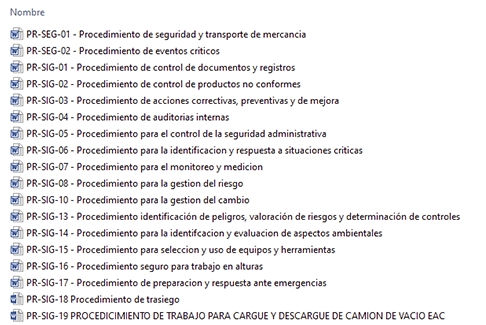 Nombre
PR-SEG-01 - Procedimiento de seguridad y transporte de mercancia
PR-SEG-02 - Procedimiento de eventos criticos
PR-SIG-01 - Procedimiento de control de documentos y registros
PR-SIG-02 - Procedimiento de control de productos no conformes
PR-SIG-03 - Procedimiento de acciones correctivas, preventivas y de mejora
PR-SIG-04 - Procedimiento de auditorias internas
PR-SIG-05 - Procedimiento para el control de la seguridad administrativa
PR-SIG-06 - Procedimiento para la identificacion y respuesta a situaciones criticas
PR-SIG-07 - Procedimiento para el monitoreo y medicion
PR-SIG-08 - Procedimiento para la gestion del riesgo
PR-SIG-10 - Procedimiento para la gestion del cambio
PR-SIG-13 - Procedimiento identificación de peligros, valoración de riesgos y determinación de controles
PR-SIG-14 - Procedimiento para la identifcacion y evaluacion de aspectos ambientales
PR-SIG-15 - Procedimiento para seleccion y uso de equipos y herramientas
PR-SIG-16 - Procedimiento seguro para trabajo en alturas
PR-SIG-17 - Procedimiento de preparacion y respuesta ante emergencias
PR-SIG-18 Procedimiento de trasiego
PR-SIG-19 PROCEDICIMIENTO DE TRABAJO PARA CARGUE Y DESCARGUE DE CAMION DE VACIO EAC